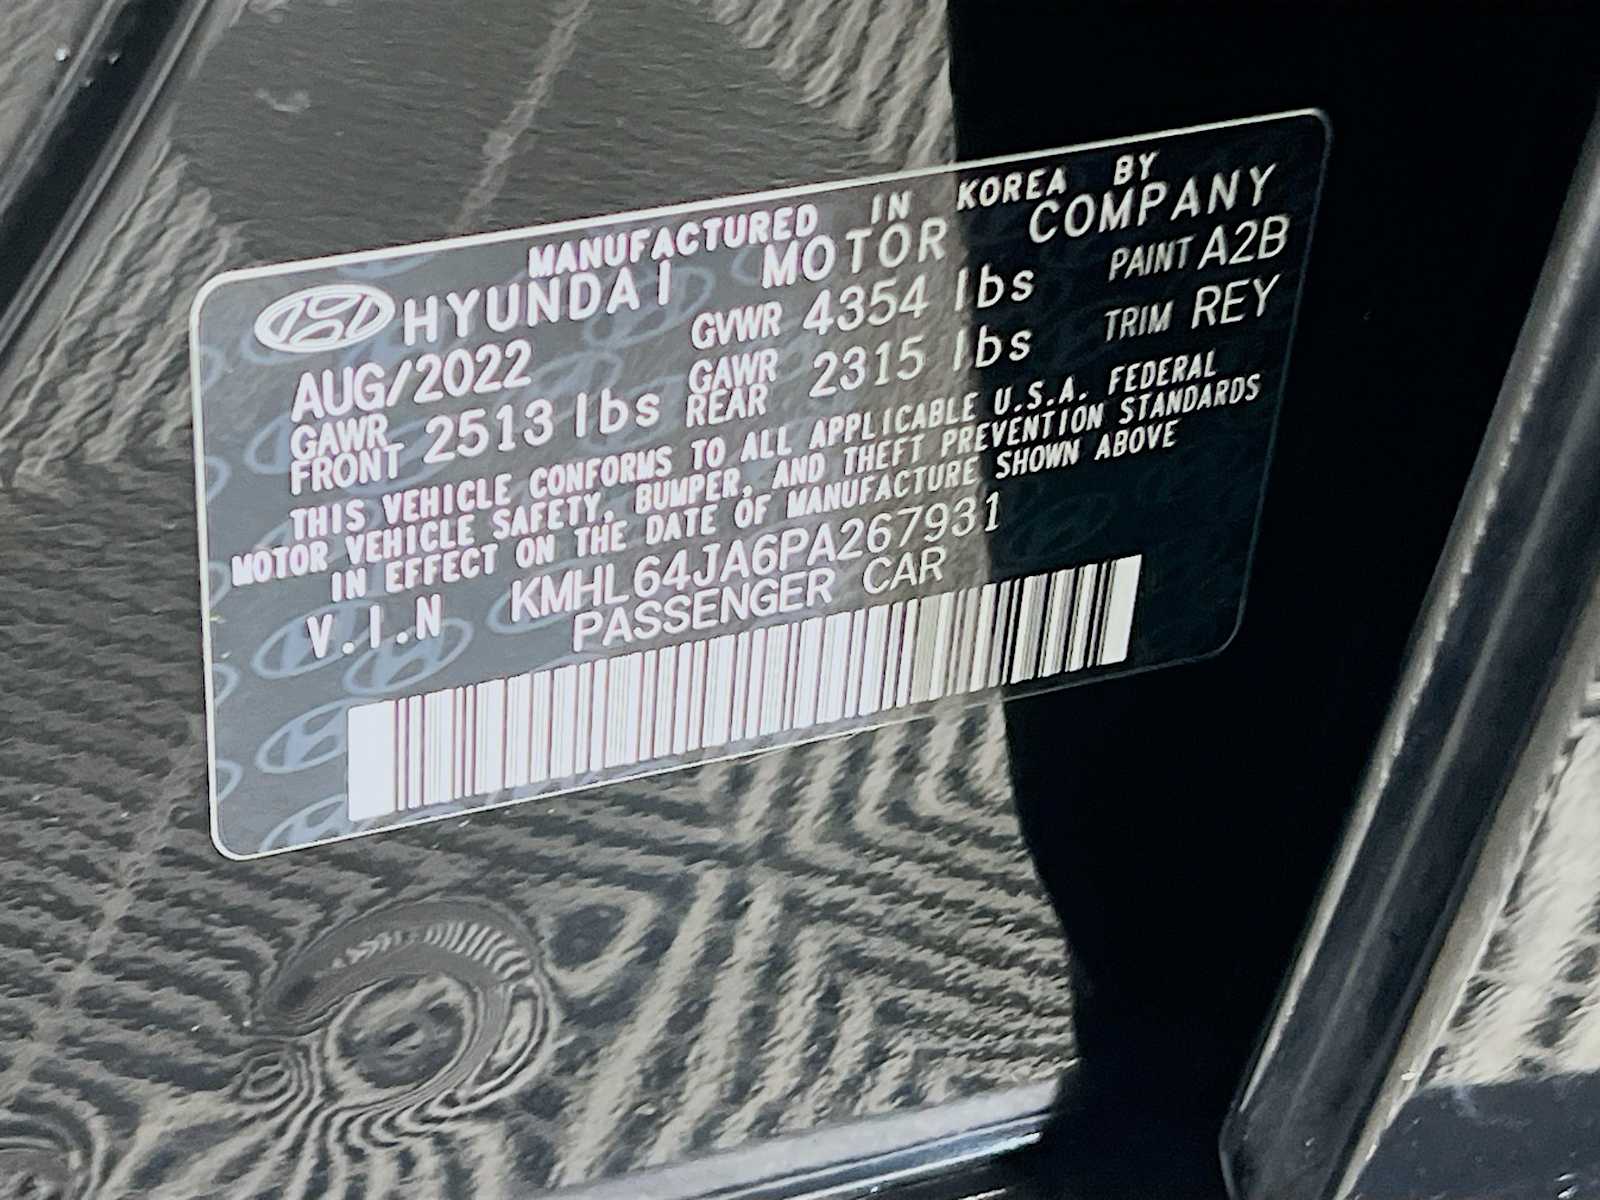 MANUFACTURED IN KOREA BY
HYUNDAI MOTOR COMPANY
AUG/2022 GVWR 4354 lbs PAINT A2B
GAWR FRONT 2513 lbs GAWR REAR 2315 lbs TRIM REY
THIS VEHICLE CONFORMS TO ALL APPLICABLE U.S.A. FEDERAL
MOTOR VEHICLE SAFETY, BUMPER, AND THEFT PREVENTION STANDARDS
IN EFFECT ON THE DATE OF MANUFACTURE SHOWN ABOVE
V.I.N KMHL64JA6PA267931
PASSENGER CAR